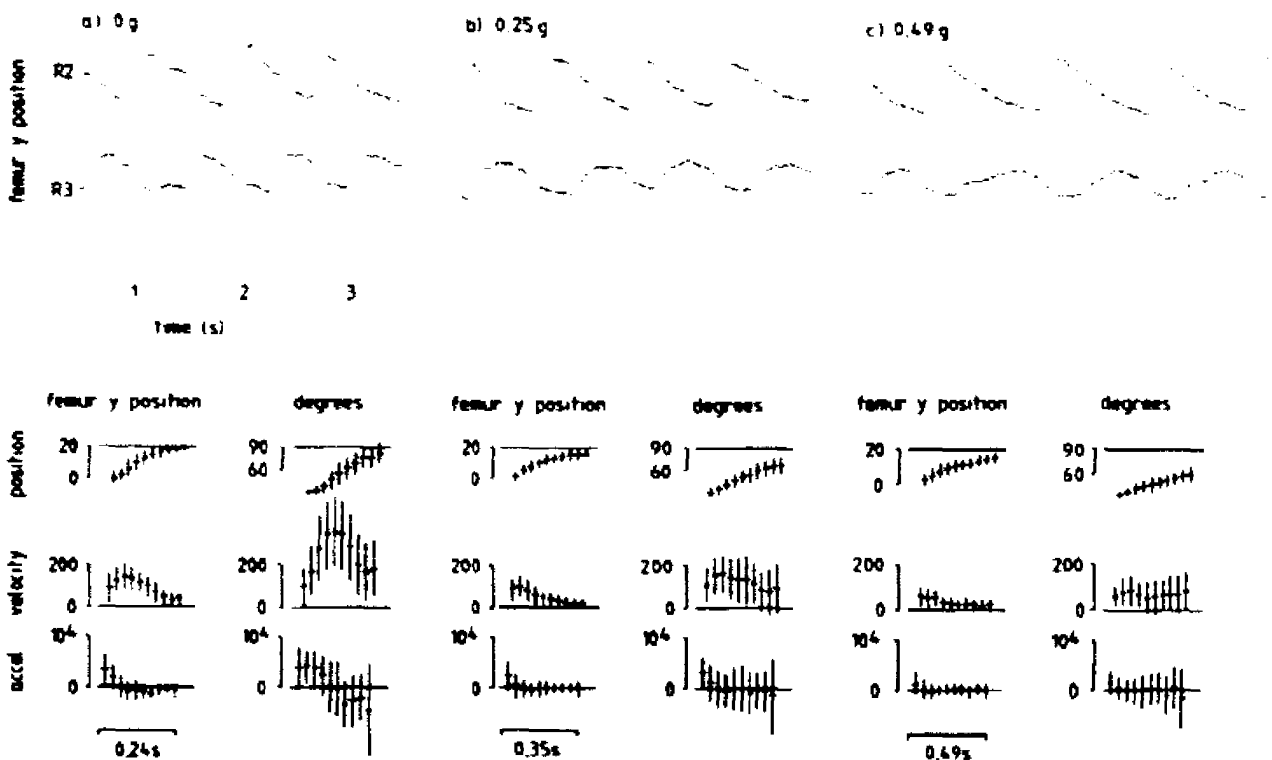 a) 0g b) 0.25g c) 0.49g
femur y position
R2
R3
1 2 3
Time (s)
femur y position degrees femur y position degrees femur y position degrees
position
20 90 20 90 20 90
0 60 0 60 0 60
velocity
200 200 200 200 200 200
0 0 0 0 0 0
accel
10⁴ 10⁴ 10⁴ 10⁴ 10⁴ 10⁴
0 0 0 0 0 0
0.24s 0.35s 0.49s